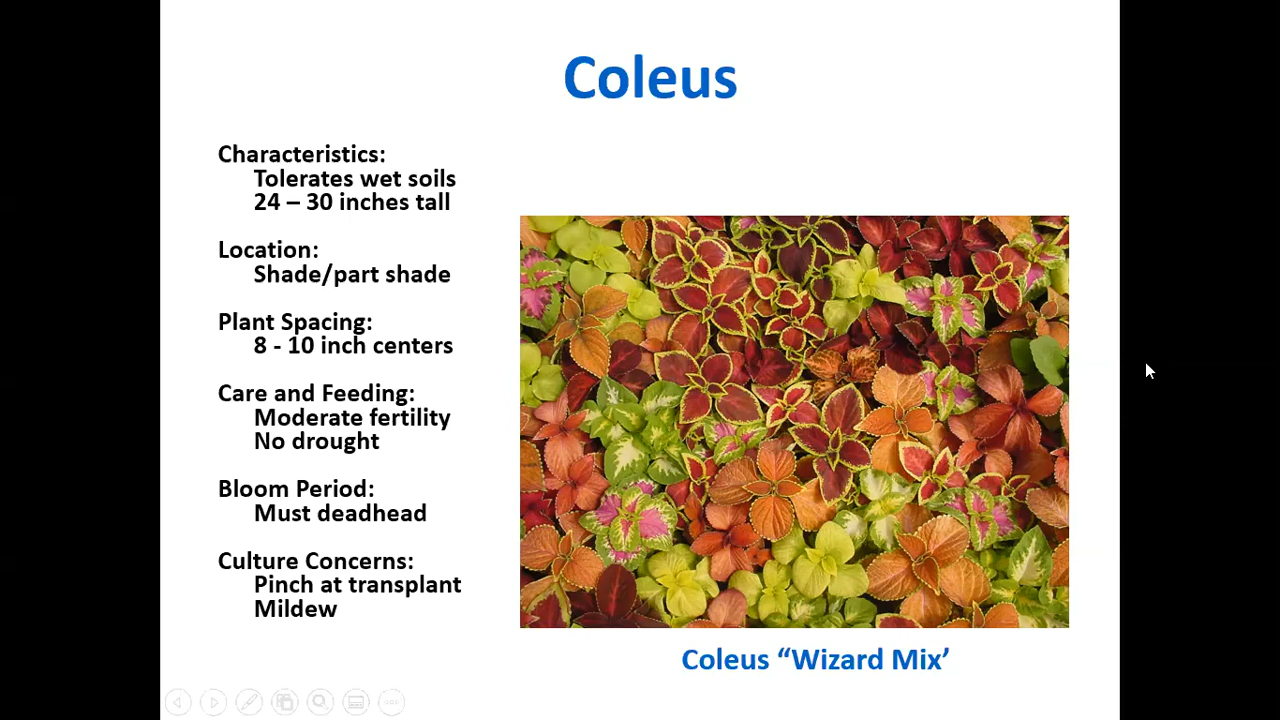 Coleus
Characteristics:
Tolerates wet soils
24 – 30 inches tall
Location:
Shade/part shade
Plant Spacing:
8 - 10 inch centers
Care and Feeding:
Moderate fertility
No drought
Bloom Period:
Must deadhead
Culture Concerns:
Pinch at transplant
Mildew
Coleus “Wizard Mix’